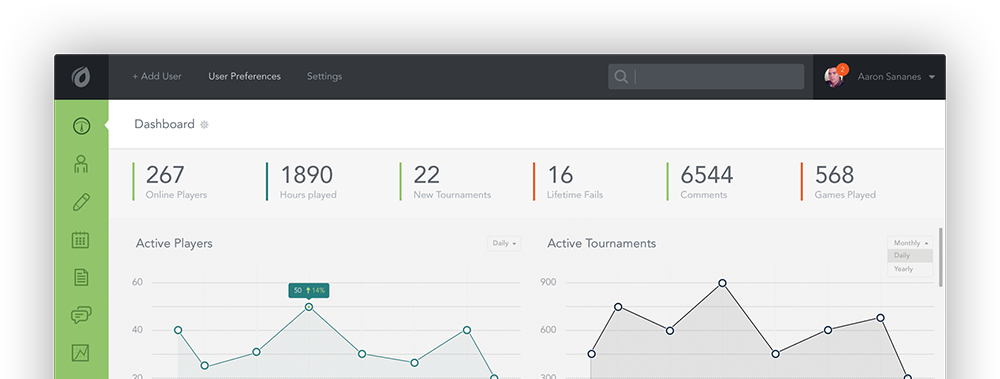 + Add User
User Preferences
Settings
2
Aaron Sananes
Dashboard
267
Online Players
1890
Hours played
22
New Tournaments
16
Lifetime Fails
6544
Comments
568
Games Played
Active Players
Daily
60
50 14%
40
20
Active Tournaments
Monthly
Daily
Yearly
900
600
300